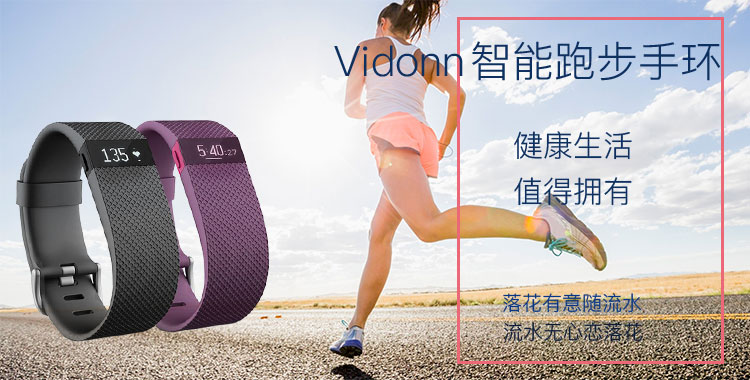 Vidonn智能跑步手环
健康生活
值得拥有
落花有意随流水
流水无心恋落花
135
5:40:27